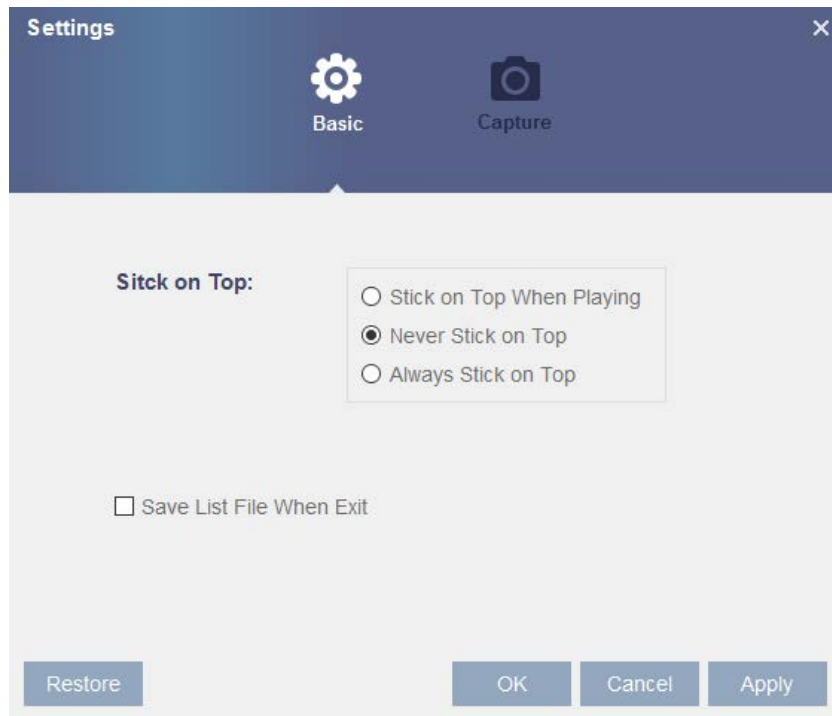 Settings
Basic
Capture
Sitck on Top:
Stick on Top When Playing
Never Stick on Top
Always Stick on Top
Save List File When Exit
Restore
OK
Cancel
Apply